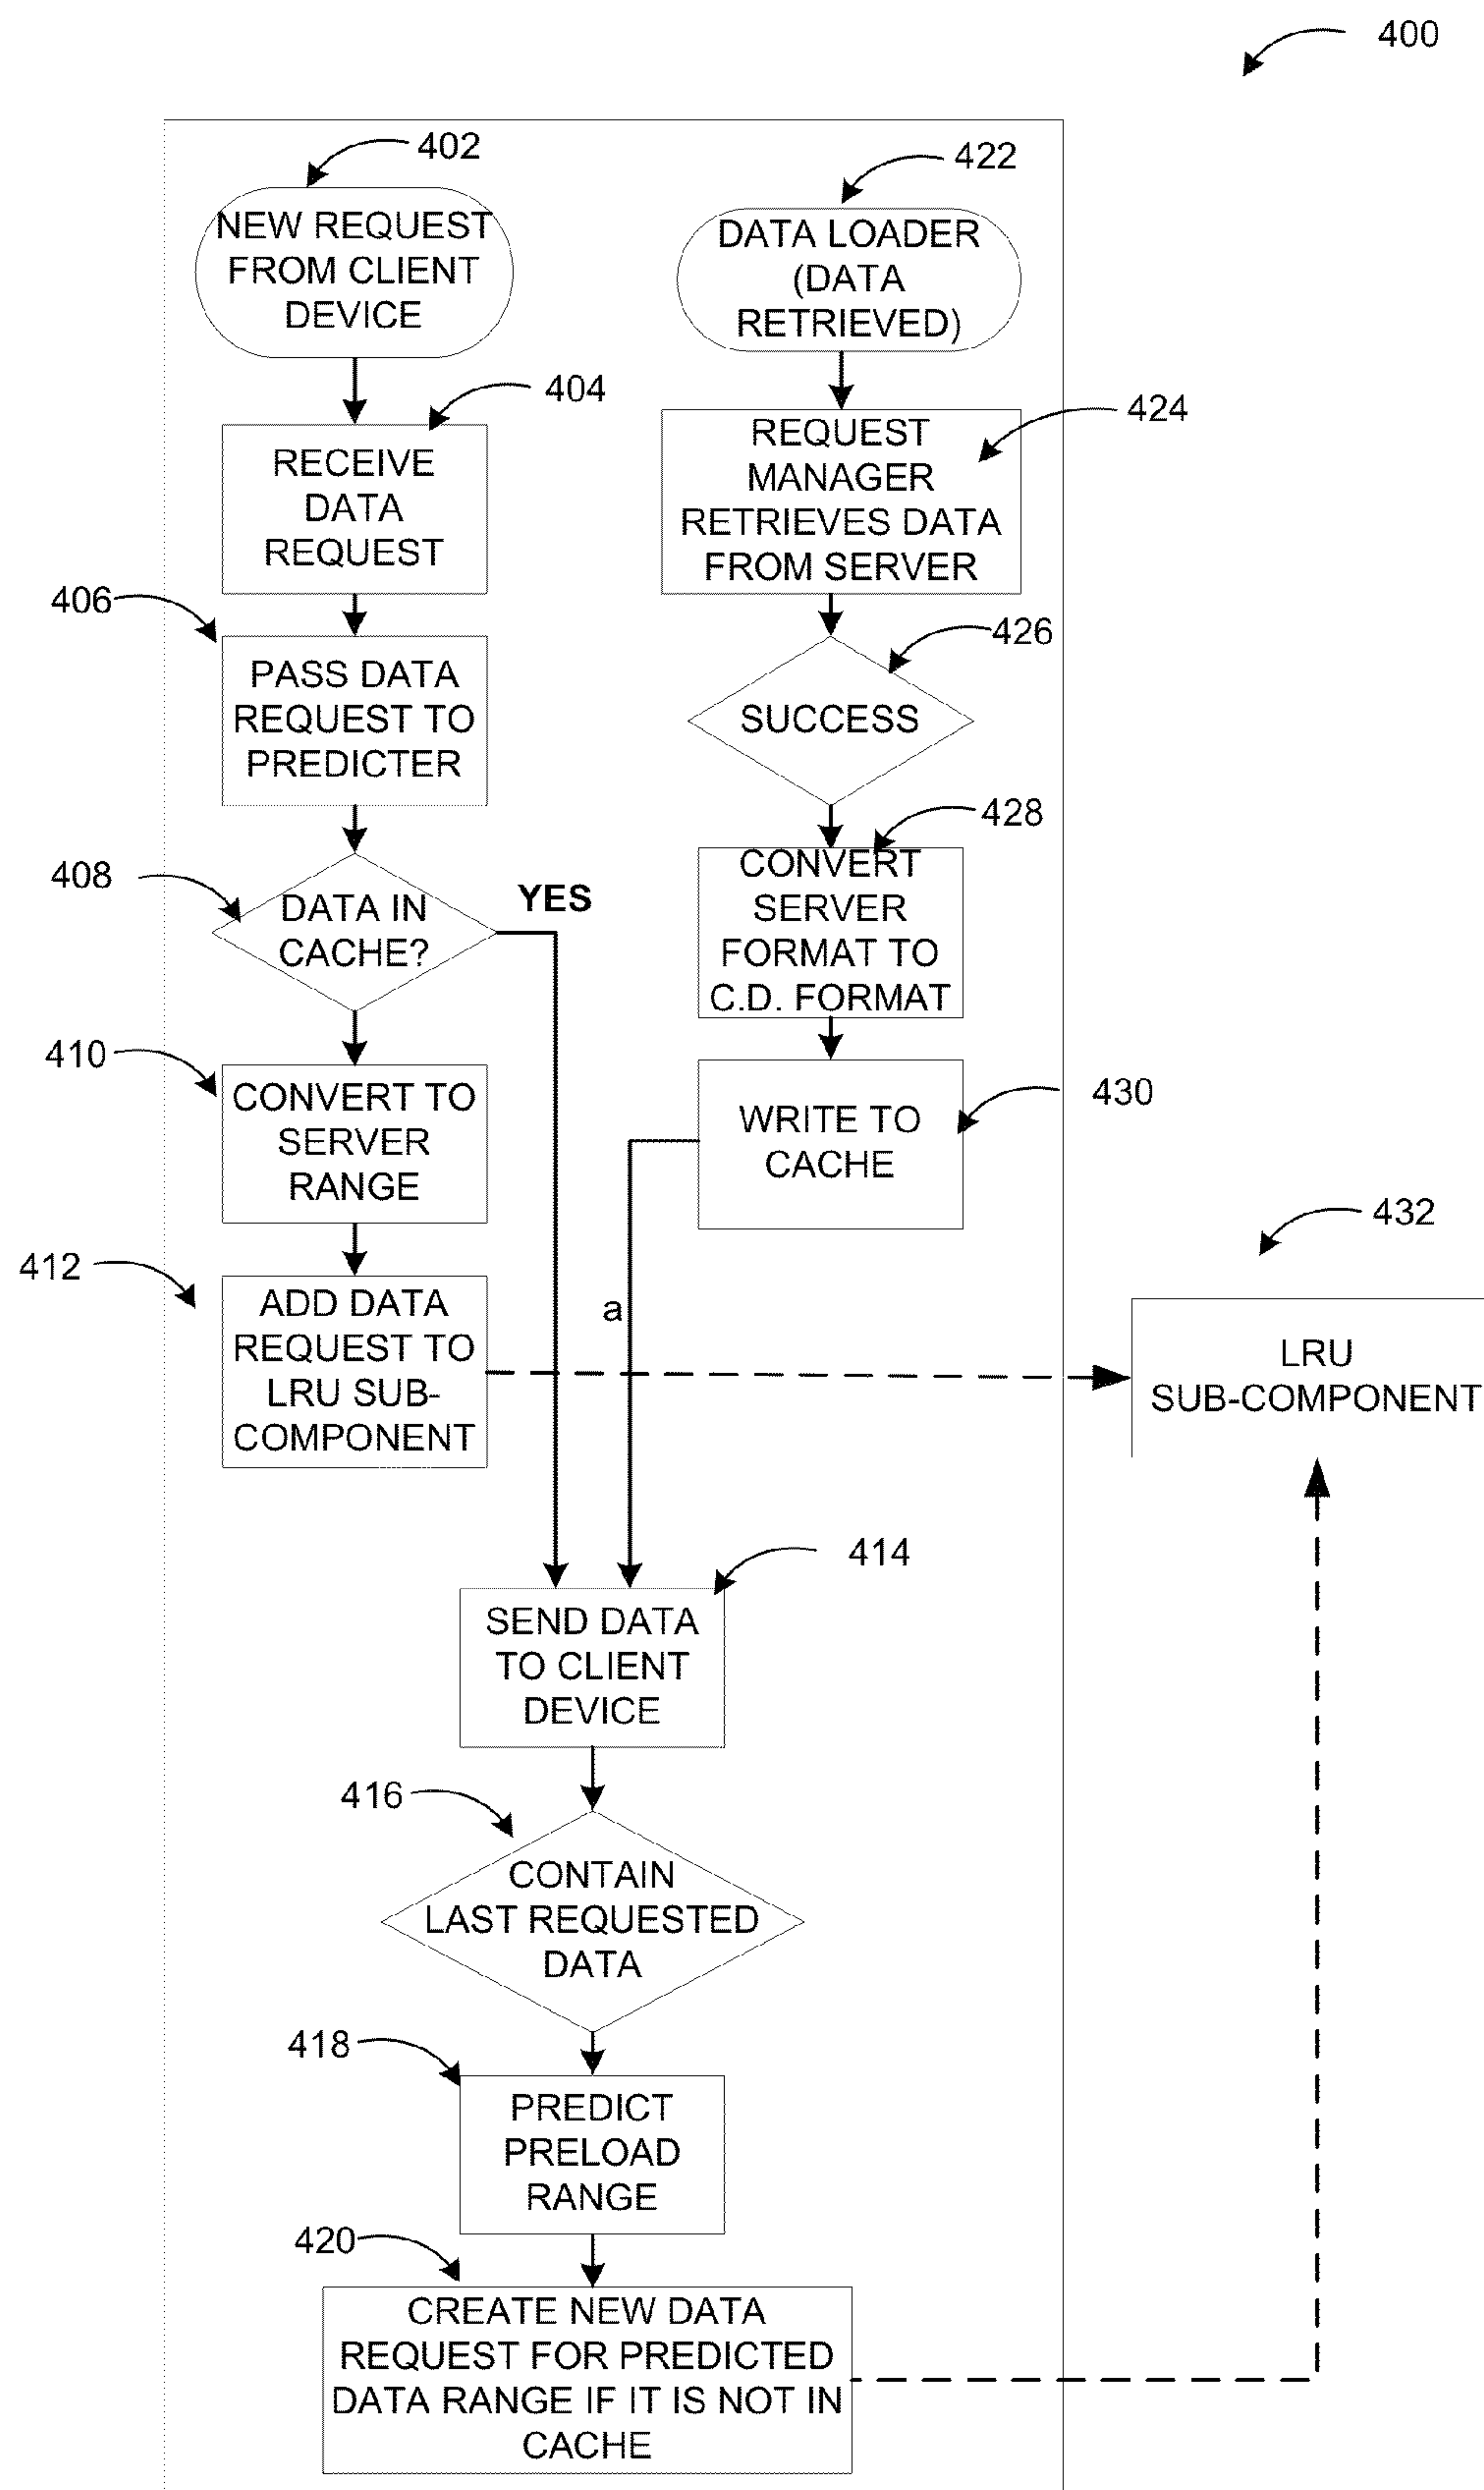 400
402
NEW REQUEST
FROM CLIENT
DEVICE
404
RECEIVE
DATA
REQUEST
406
PASS DATA
REQUEST TO
PREDICTER
408
DATA IN
CACHE?
YES
410
CONVERT TO
SERVER
RANGE
412
ADD DATA
REQUEST TO
LRU SUB-
COMPONENT
422
DATA LOADER
(DATA
RETRIEVED)
424
REQUEST
MANAGER
RETRIEVES DATA
FROM SERVER
426
SUCCESS
428
CONVERT
SERVER
FORMAT TO
C.D. FORMAT
430
WRITE TO
CACHE
a
432
LRU
SUB-COMPONENT
414
SEND DATA
TO CLIENT
DEVICE
416
CONTAIN
LAST REQUESTED
DATA
418
PREDICT
PRELOAD
RANGE
420
CREATE NEW DATA
REQUEST FOR PREDICTED
DATA RANGE IF IT IS NOT IN
CACHE